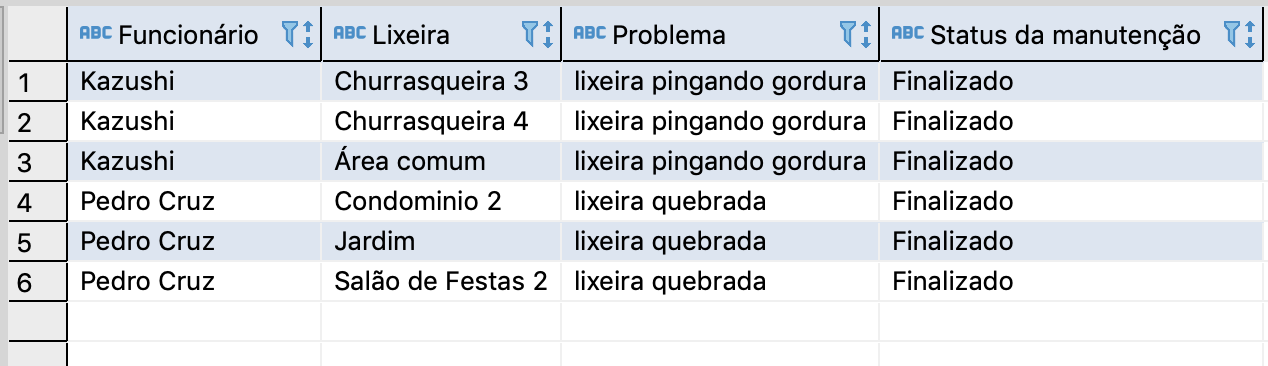 ABC Funcionário ABC Lixeira ABC Problema ABC Status da manutenção
1 Kazushi Churrasqueira 3 lixeira pingando gordura Finalizado
2 Kazushi Churrasqueira 4 lixeira pingando gordura Finalizado
3 Kazushi Área comum lixeira pingando gordura Finalizado
4 Pedro Cruz Condominio 2 lixeira quebrada Finalizado
5 Pedro Cruz Jardim lixeira quebrada Finalizado
6 Pedro Cruz Salão de Festas 2 lixeira quebrada Finalizado